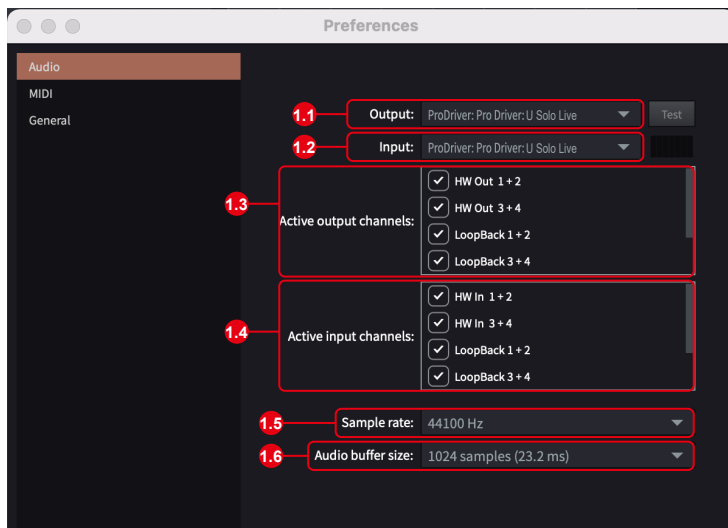 Preferences
Audio
MIDI
General
1.1 Output: ProDriver: Pro Driver: U Solo Live Test
1.2 Input: ProDriver: Pro Driver: U Solo Live
1.3 Active output channels:
HW Out 1 + 2
HW Out 3 + 4
LoopBack 1 + 2
LoopBack 3 + 4
1.4 Active input channels:
HW In 1 + 2
HW In 3 + 4
LoopBack 1 + 2
LoopBack 3 + 4
1.5 Sample rate: 44100 Hz
1.6 Audio buffer size: 1024 samples (23.2 ms)